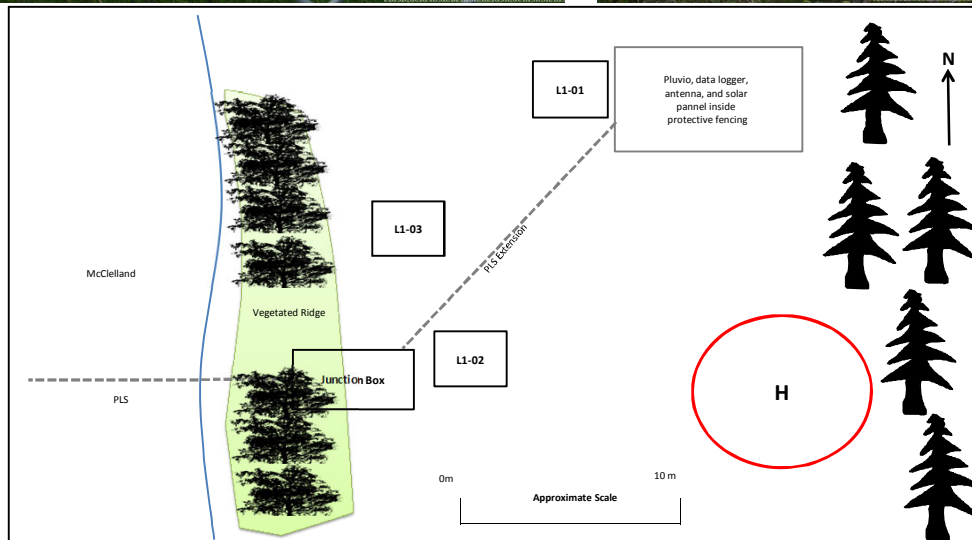 L1-01
Pluvio, data logger,
antenna, and solar
pannel inside
protective fencing
N
L1-03
PLS Extension
McClelland
Vegetated Ridge
L1-02
Junction Box
PLS
H
0m
10 m
Approximate Scale